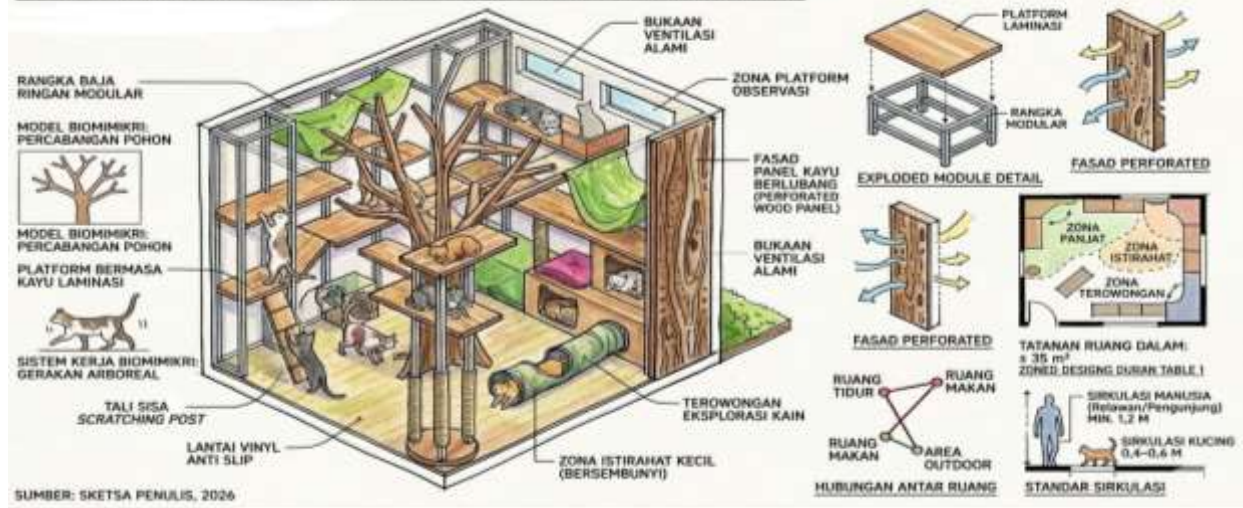 RANGKA BAJA
RINGAN MODULAR
MODEL BIOMIMIKRI:
PERCABANGAN POHON
MODEL BIOMIMIKRI:
PERCABANGAN POHON
PLATFORM BERMASA
KAYU LAMINASI
SISTEM KERJA BIOMIMIKRI:
GERAKAN ARBOREAL
TALI SISA
SCRATCHING POST
LANTAI VINYL
ANTI SLIP
SUMBER: SKETSA PENULIS, 2026
BUKAAN
VENTILASI
ALAMI
ZONA PLATFORM
OBSERVASI
FASAD
PANEL KAYU
BERLUBANG
(PERFORATED
WOOD PANEL)
BUKAAN
VENTILASI
ALAMI
TEROWONGAN
EKSPLORASI KAIN
ZONA ISTIRAHAT KECIL
(BERSEMBUNYI)
PLATFORM
LAMINASI
RANGKA
MODULAR
EXPLODED MODULE DETAIL
FASAD PERFORATED
FASAD PERFORATED
ZONA
PANJAT
ZONA
ISTIRAHAT
ZONA
TEROWONGAN
TATANAN RUANG DALAM:
± 35 m²
ZONED DESIGNG DURAN TABLE 1
RUANG
TIDUR
RUANG
MAKAN
RUANG
MAKAN
AREA
OUTDOOR
HUBUNGAN ANTAR RUANG
SIRKULASI MANUSIA
(Relawan/Pengunjung)
MIN. 1,2 M
SIRKULASI KUCING
0,4-0,6 M
STANDAR SIRKULASI